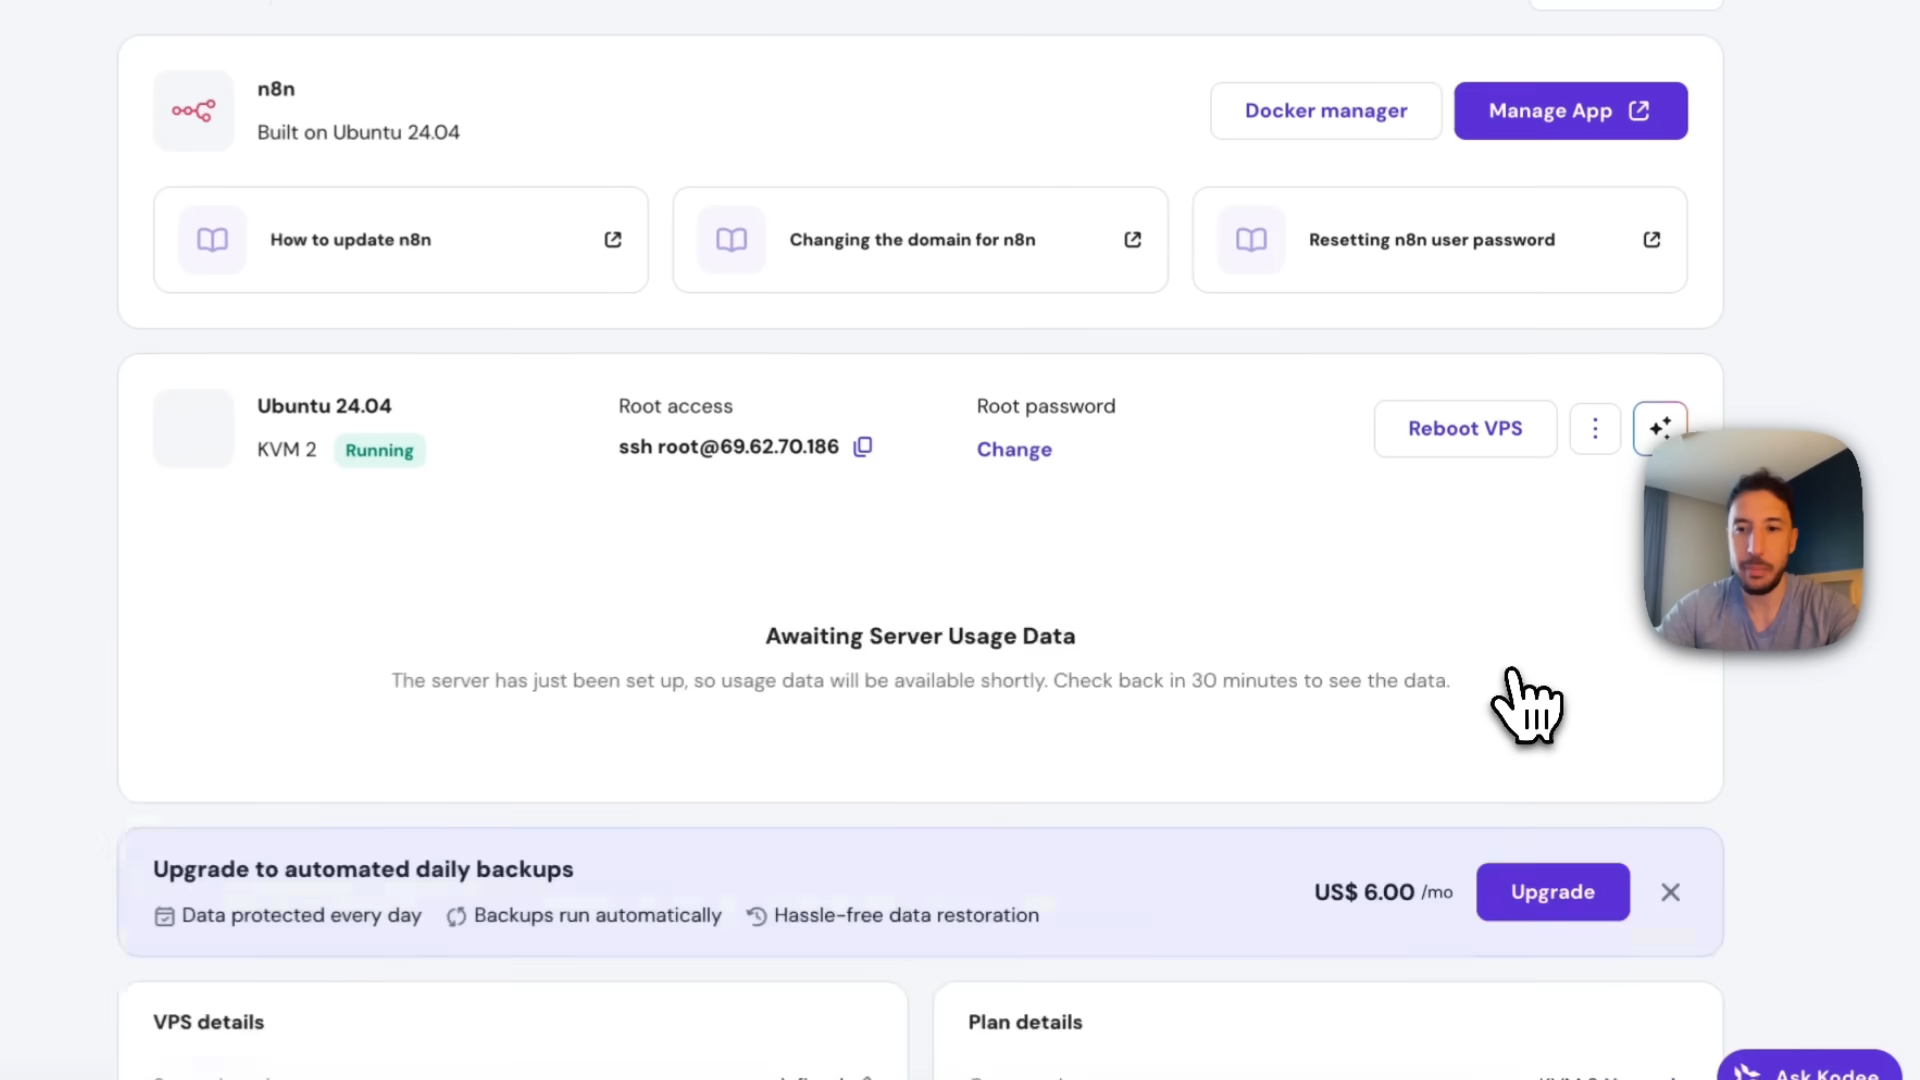 n8n
Built on Ubuntu 24.04
Docker manager
Manage App
How to update n8n
Changing the domain for n8n
Resetting n8n user password
Ubuntu 24.04
KVM 2
Running
Root access
ssh root@69.62.70.186
Root password
Change
Reboot VPS
Awaiting Server Usage Data
The server has just been set up, so usage data will be available shortly. Check back in 30 minutes to see the data.
Upgrade to automated daily backups
Data protected every day
Backups run automatically
Hassle-free data restoration
US$ 6.00 /mo
Upgrade
VPS details
Plan details
Ask Kodee